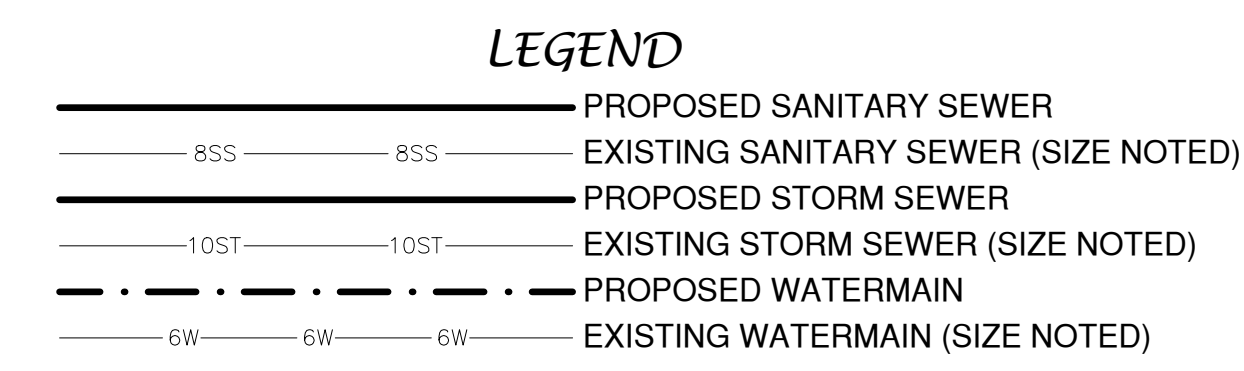 LEGEND
PROPOSED SANITARY SEWER
8SS 8SS EXISTING SANITARY SEWER (SIZE NOTED)
PROPOSED STORM SEWER
10ST 10ST EXISTING STORM SEWER (SIZE NOTED)
PROPOSED WATERMAIN
6W 6W 6W EXISTING WATERMAIN (SIZE NOTED)